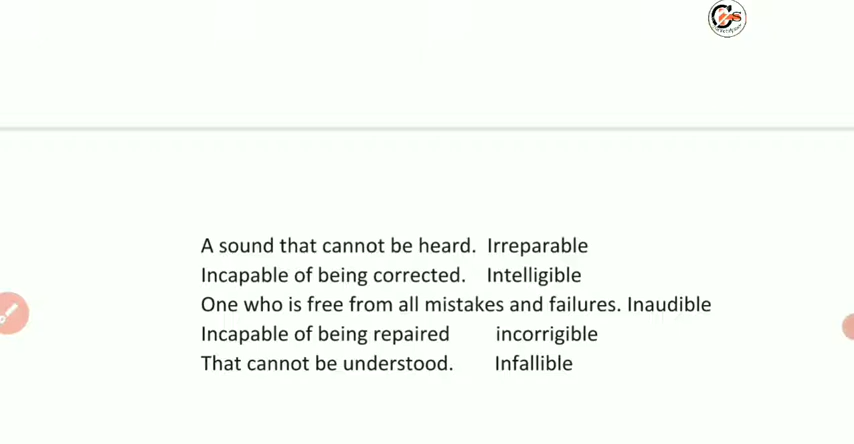 A sound that cannot be heard. Irreparable
Incapable of being corrected. Intelligible
One who is free from all mistakes and failures. Inaudible
Incapable of being repaired incorrigible
That cannot be understood. Infallible